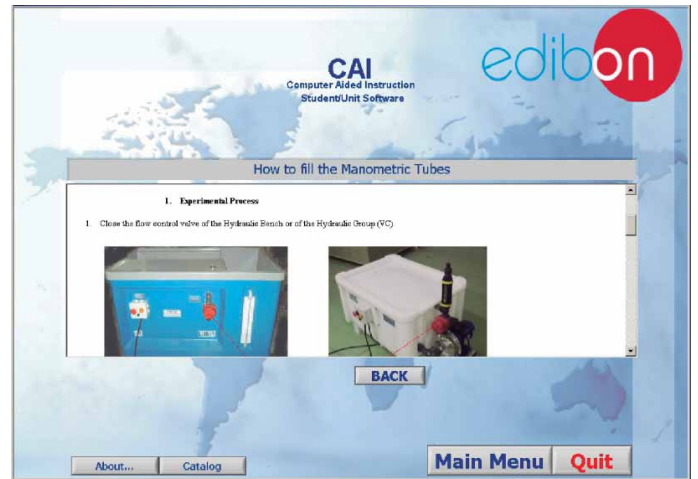 edibon
CAI
Computer Aided Instruction
Student/Unit Software
How to fill the Manometric Tubes
1. Experimental Process
1. Close the flow control valve of the Hydraulic Bench or of the Hydraulic Group (VC)
BACK
About...
Catalog
Main Menu
Quit